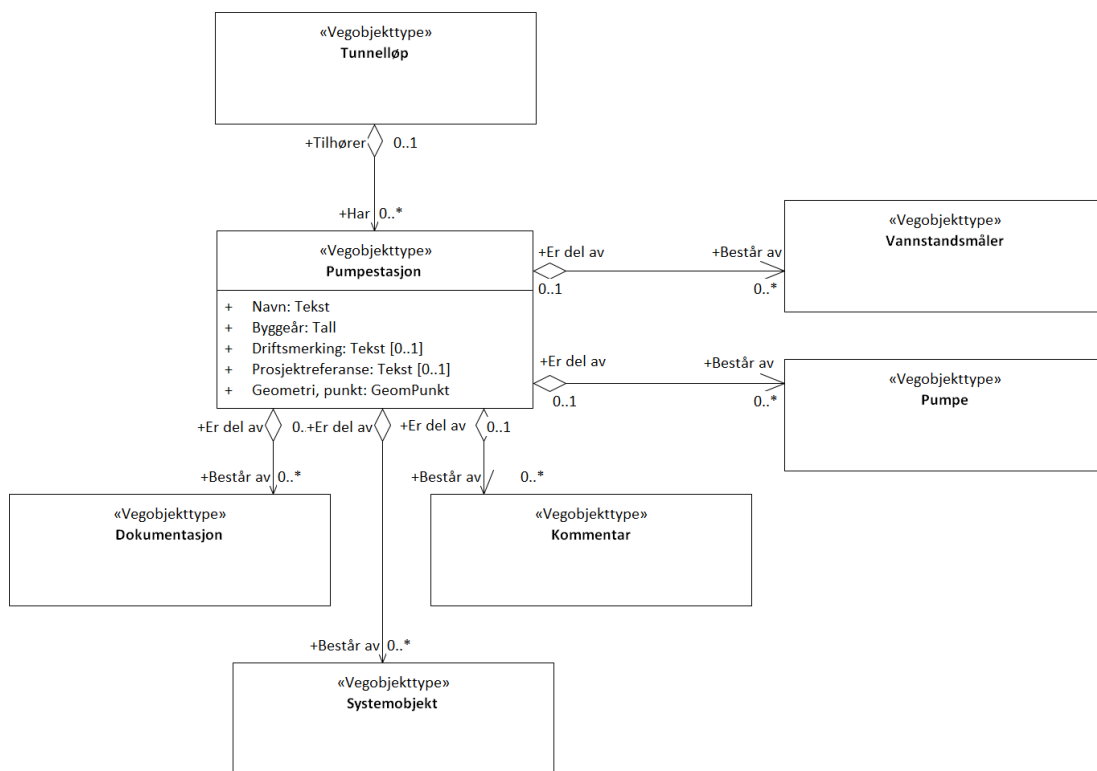 «Vegobjekttype»
Tunnelløp
+Tilhører 0..1
+Har 0..*
«Vegobjekttype»
Pumpestasjon
+ Navn: Tekst
+ Byggeår: Tall
+ Driftsmerking: Tekst [0..1]
+ Prosjektreferanse: Tekst [0..1]
+ Geometri, punkt: GeomPunkt
+Er del av +Består av
0..1 0..*
«Vegobjekttype»
Vannstandsmåler
+Er del av +Består av
0..1 0..*
«Vegobjekttype»
Pumpe
+Er del av 0..+Er del av +Er del av 0..1
+Består av 0..* +Består av 0..*
«Vegobjekttype»
Dokumentasjon
«Vegobjekttype»
Kommentar
+Består av 0..*
«Vegobjekttype»
Systemobjekt